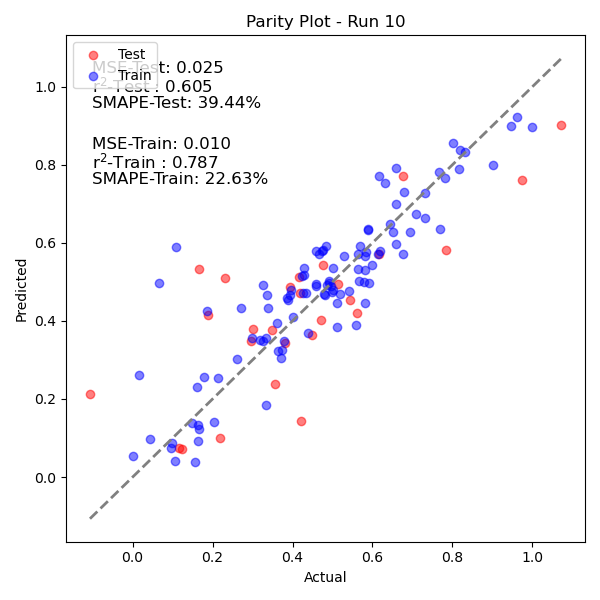 Parity Plot - Run 10
Test
Train
MSE-Test: 0.025
r²-Test : 0.605
SMAPE-Test: 39.44%
MSE-Train: 0.010
r²-Train : 0.787
SMAPE-Train: 22.63%
Predicted
1.0
0.8
0.6
0.4
0.2
0.0
0.0 0.2 0.4 0.6 0.8 1.0
Actual